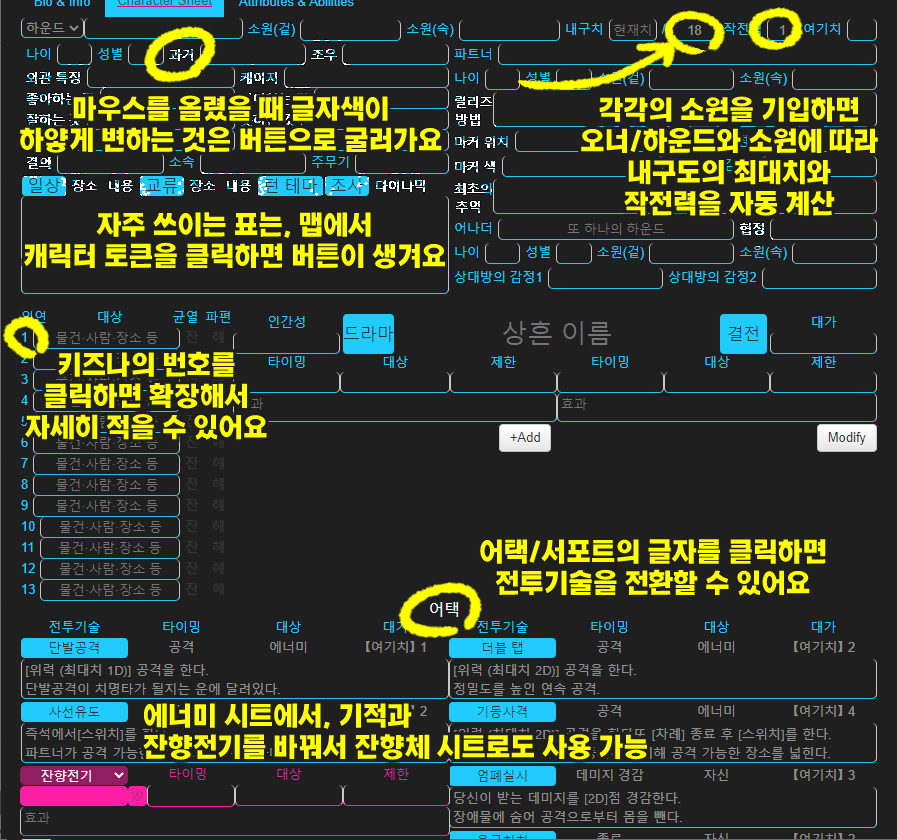 Bio & Info Character Sheet Attributes & Abilities
하운드 소원(겉) 소원(속) 내구치 현재치 / 18 작전력 1 여기치
나이 성별 과거 조우 파트너
외관 특징 케이지 나이 성별 소원(겉) 소원(속)
마우스를 올렸을 때 글자색이
하얗게 변하는 것은 버튼으로 굴러가요
각각의 소원을 기입하면
오너/하운드와 소원에 따라
내구도의 최대치와
작전력을 자동 계산
릴리즈
방법
마커 위치
결의 소속 주무기 마커 색
일상 장소 내용 교류 장소 내용 런 테마 조사 다이나믹
최초의
추억
자주 쓰이는 표는, 맵에서
캐릭터 토큰을 클릭하면 버튼이 생겨요
어나더 또 하나의 하운드 협정
나이 성별 소원(겉) 소원(속)
상대방의 감정1 상대방의 감정2
인연 대상 균열 파편 인간성 드라마 상흔 이름 결전 대가
1 물건·사람·장소 등 잔 해
타이밍 대상 제한 타이밍 대상 제한
키즈나의 번호를
클릭하면 확장해서
자세히 적을 수 있어요
2
3
4 효과
5
6 물건·사람·장소 등 잔 해
+Add Modify
7 물건·사람·장소 등 잔 해
8 물건·사람·장소 등 잔 해
9 물건·사람·장소 등 잔 해
10 물건·사람·장소 등 잔 해
11 물건·사람·장소 등 잔 해
12 물건·사람·장소 등 잔 해
13 물건·사람·장소 등 잔 해
어택/서포트의 글자를 클릭하면
전투기술을 전환할 수 있어요
어택
전투기술 타이밍 대상 대가 전투기술 타이밍 대상 대가
단발공격 공격 에너미 【여기치】 1 더블 탭 공격 에너미 【여기치】 2
[위력 (최대치 1D)] 공격을 한다. [위력 (최대치 2D)] 공격을 한다.
단발공격이 치명타가 될지는 운에 달려있다. 정밀도를 높인 연속 공격.
사선유도 2 기동사격 공격 에너미 【여기치】 4
에너미 시트에서, 기적과
잔향전기를 바꿔서 잔향체 시트로도 사용 가능
즉석에서[스위치]를 [차례] 종료 후 [스위치]를 한다.
파트너가 공격 공격 가능한 장소를 넓힌다.
잔향전기 타이밍 대상 제한 엄폐실시 데미지 경감 자신 【여기치】 3
당신이 받는 데미지를 [2D]점 경감한다.
효과 장애물에 숨어 공격으로부터 몸을 뺀다.